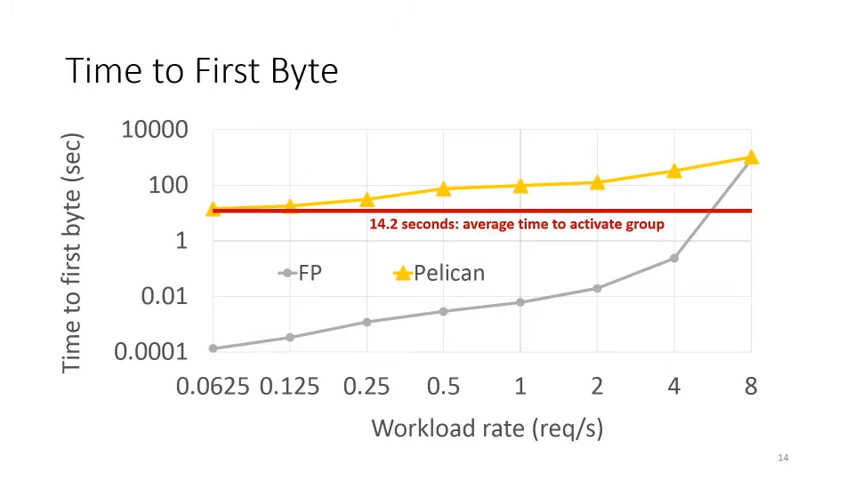 Time to First Byte
Time to first byte (sec)
10000
100
1
0.01
0.0001
14.2 seconds: average time to activate group
FP
Pelican
0.0625 0.125 0.25 0.5 1 2 4 8
Workload rate (req/s)
14